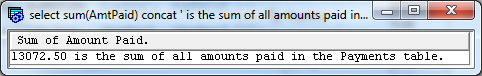 select sum(AmtPaid) concat ' is the sum of all amounts paid in...
Sum of Amount Paid.
13072.50 is the sum of all amounts paid in the Payments table.